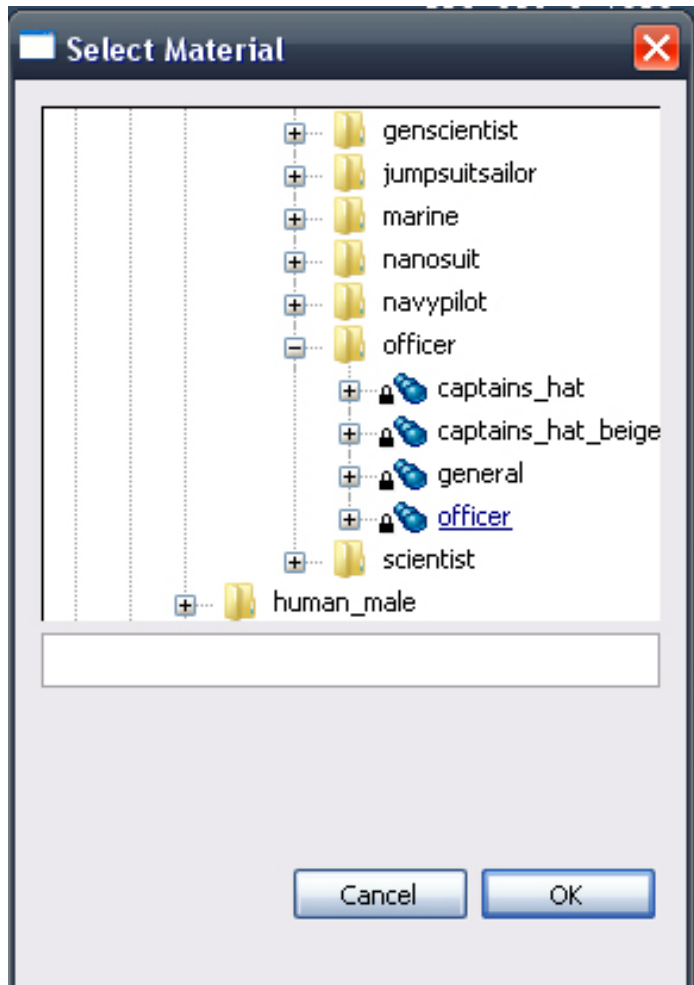 Select Material
genscientist
jumpsuitsailor
marine
nanosuit
navypilot
officer
captains_hat
captains_hat_beige
general
officer
scientist
human_male
Cancel OK